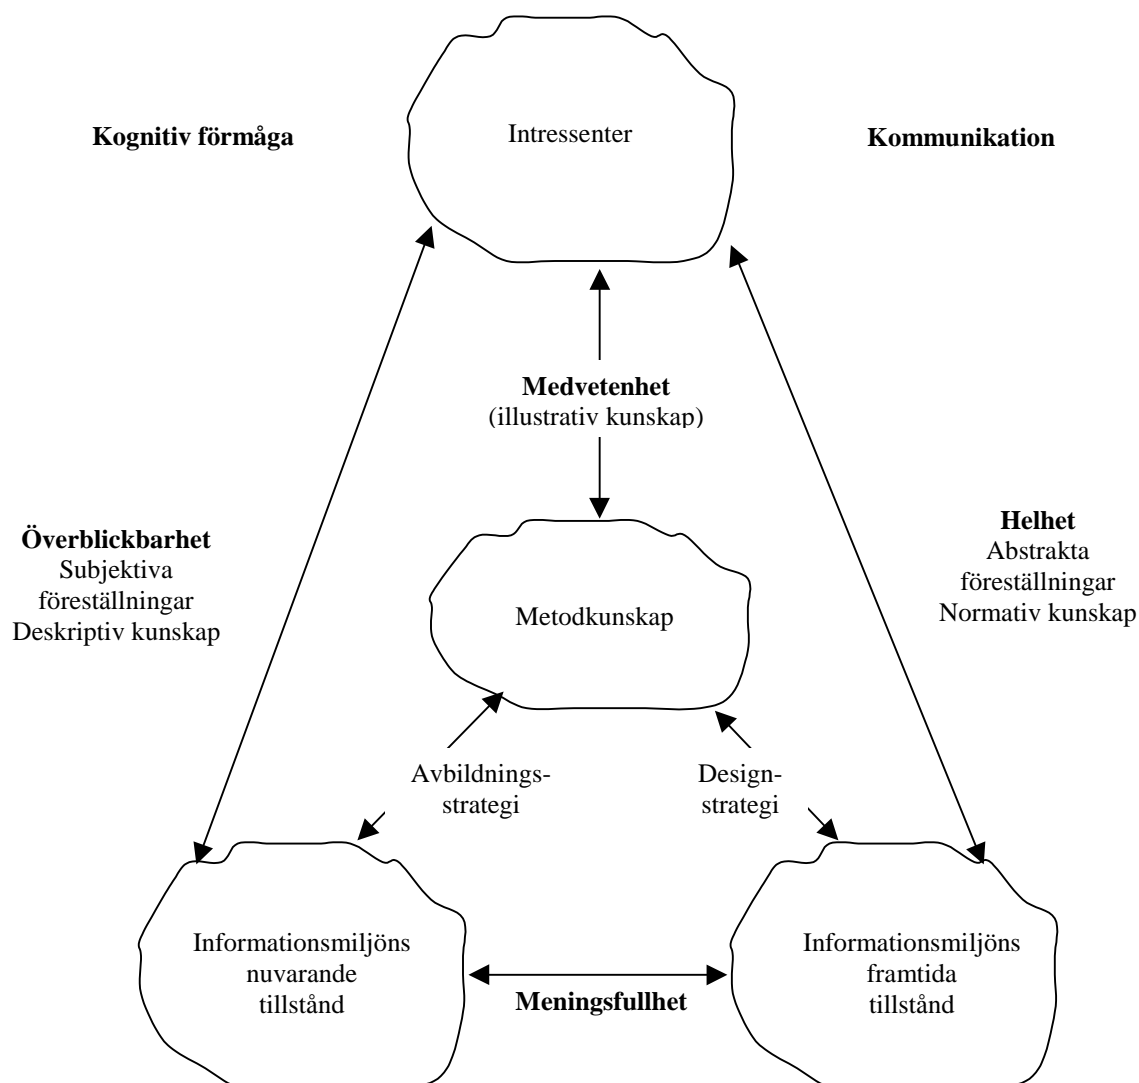 Intressenter
Kognitiv förmåga
Kommunikation
Medvetenhet
(illustrativ kunskap)
Överblickbarhet
Subjektiva
föreställningar
Deskriptiv kunskap
Helhet
Abstrakta
föreställningar
Normativ kunskap
Metodkunskap
Avbildnings-
strategi
Design-
strategi
Informationsmiljöns
nuvarande
tillstånd
Meningsfullhet
Informationsmiljöns
framtida
tillstånd